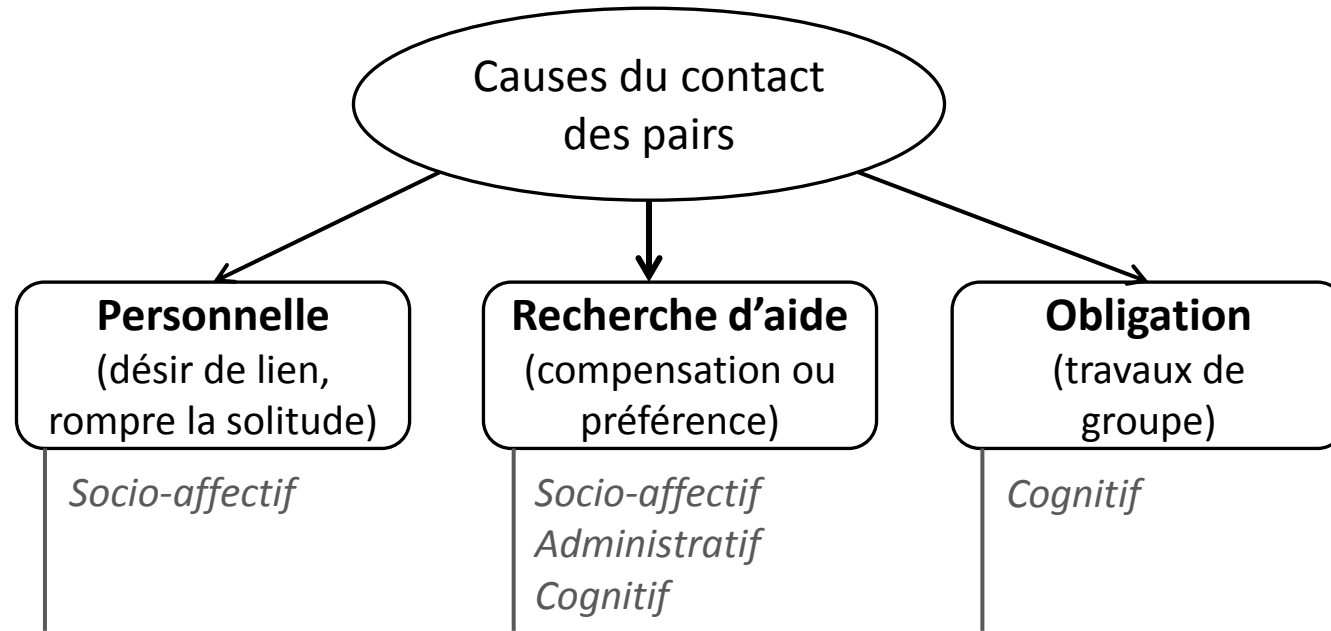 Causes du contact
des pairs
Personnelle
(désir de lien,
rompre la solitude)
Recherche d’aide
(compensation ou
préférence)
Obligation
(travaux de
groupe)
Socio-affectif
Socio-affectif
Administratif
Cognitif
Cognitif